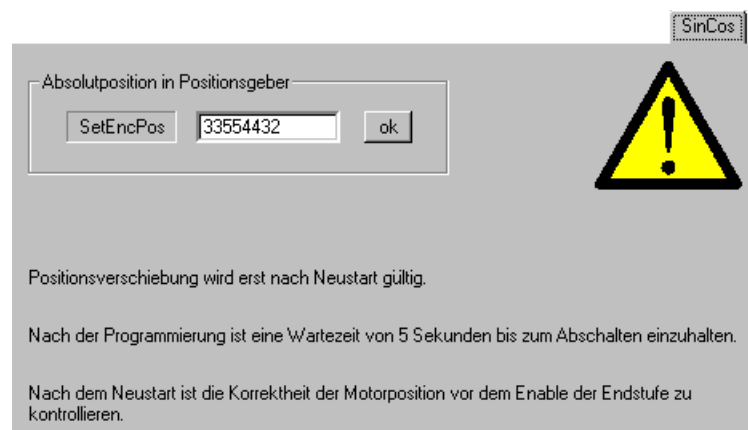 SinCos
Absolutposition in Positionsgeber
SetEncPos 33554432 ok
Positionsverschiebung wird erst nach Neustart gültig.
Nach der Programmierung ist eine Wartezeit von 5 Sekunden bis zum Abschalten einzuhalten.
Nach dem Neustart ist die Korrektheit der Motorposition vor dem Enable der Endstufe zu
kontrollieren.